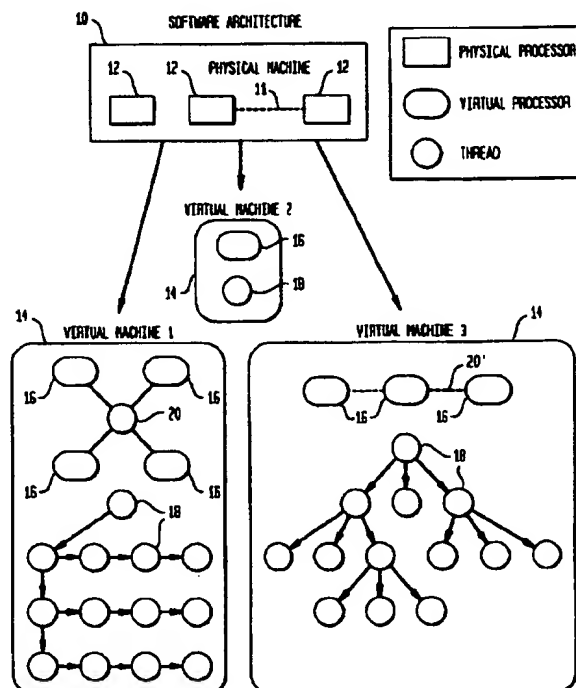 10
SOFTWARE ARCHITECTURE
PHYSICAL MACHINE
12
12
11
12
PHYSICAL PROCESSOR
VIRTUAL PROCESSOR
THREAD
VIRTUAL MACHINE 2
16
14
18
14
VIRTUAL MACHINE 1
16
16
20
16
16
18
VIRTUAL MACHINE 3
14
20'
16
16
16
18